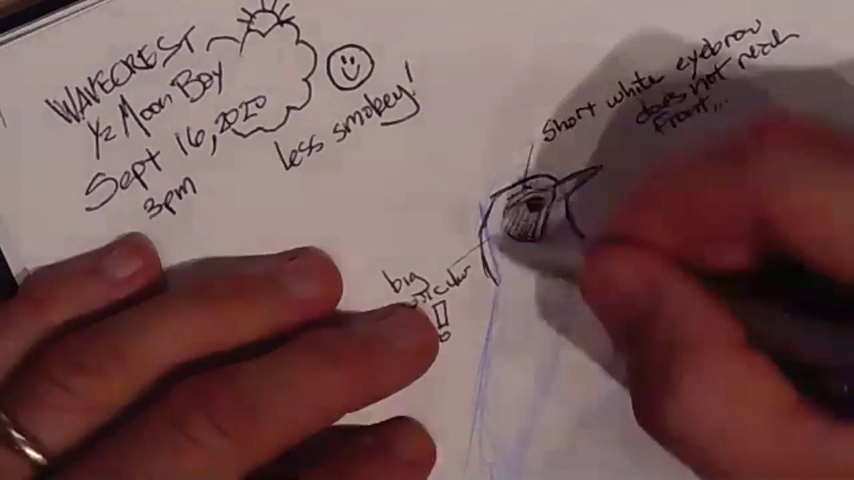 WAVECREST
1/2 Moon Bay
Sept 16, 2020
3pm
less smokey!
short white eyebrow
does not reach
front...
big
!